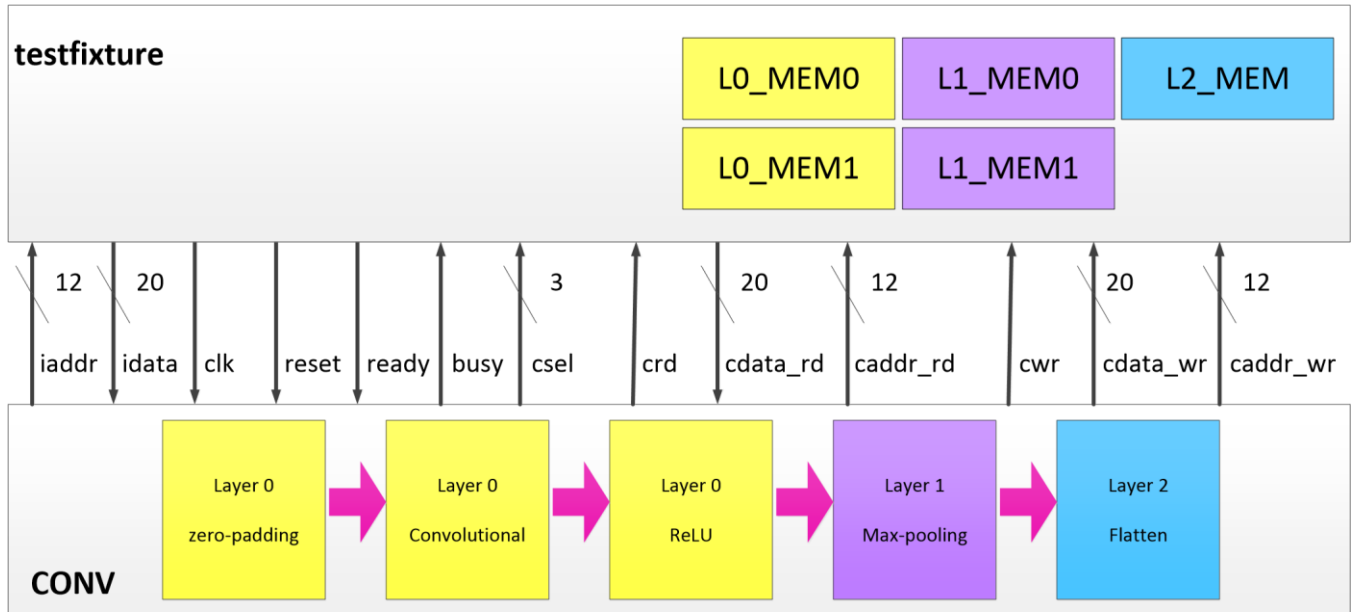 testfixture
L0_MEM0
L1_MEM0
L2_MEM
L0_MEM1
L1_MEM1
12
20
3
20
12
20
12
iaddr
idata
clk
reset
ready
busy
csel
crd
cdata_rd
caddr_rd
cwr
cdata_wr
caddr_wr
Layer 0
zero-padding
Layer 0
Convolutional
Layer 0
ReLU
Layer 1
Max-pooling
Layer 2
Flatten
CONV